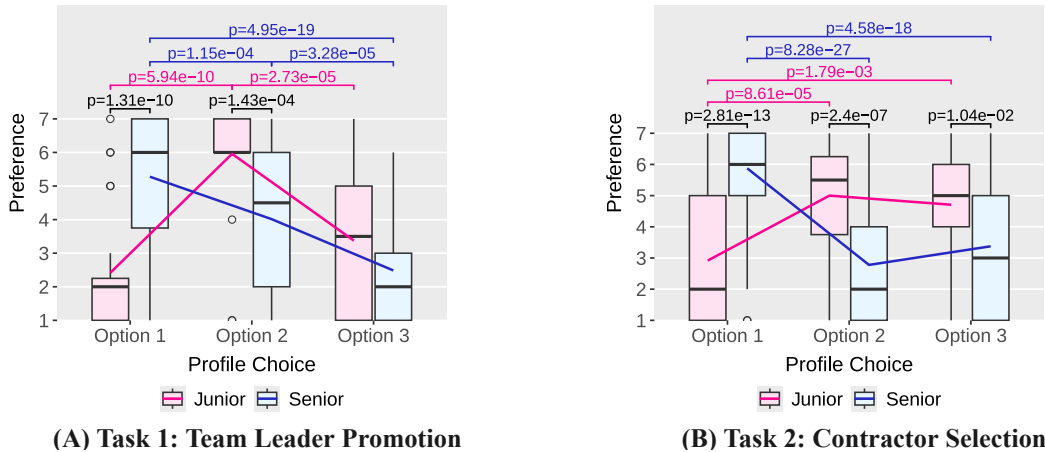 p=4.95e−19
p=1.15e−04 p=3.28e−05
p=5.94e−10 p=2.73e−05
p=1.31e−10 p=1.43e−04
7
6
5
4
3
2
1
Preference
Option 1 Option 2 Option 3
Profile Choice
Junior Senior
(A) Task 1: Team Leader Promotion
p=4.58e−18
p=8.28e−27
p=1.79e−03
p=8.61e−05
p=2.81e−13 p=2.4e−07 p=1.04e−02
7
6
5
4
3
2
1
Preference
Option 1 Option 2 Option 3
Profile Choice
Junior Senior
(B) Task 2: Contractor Selection